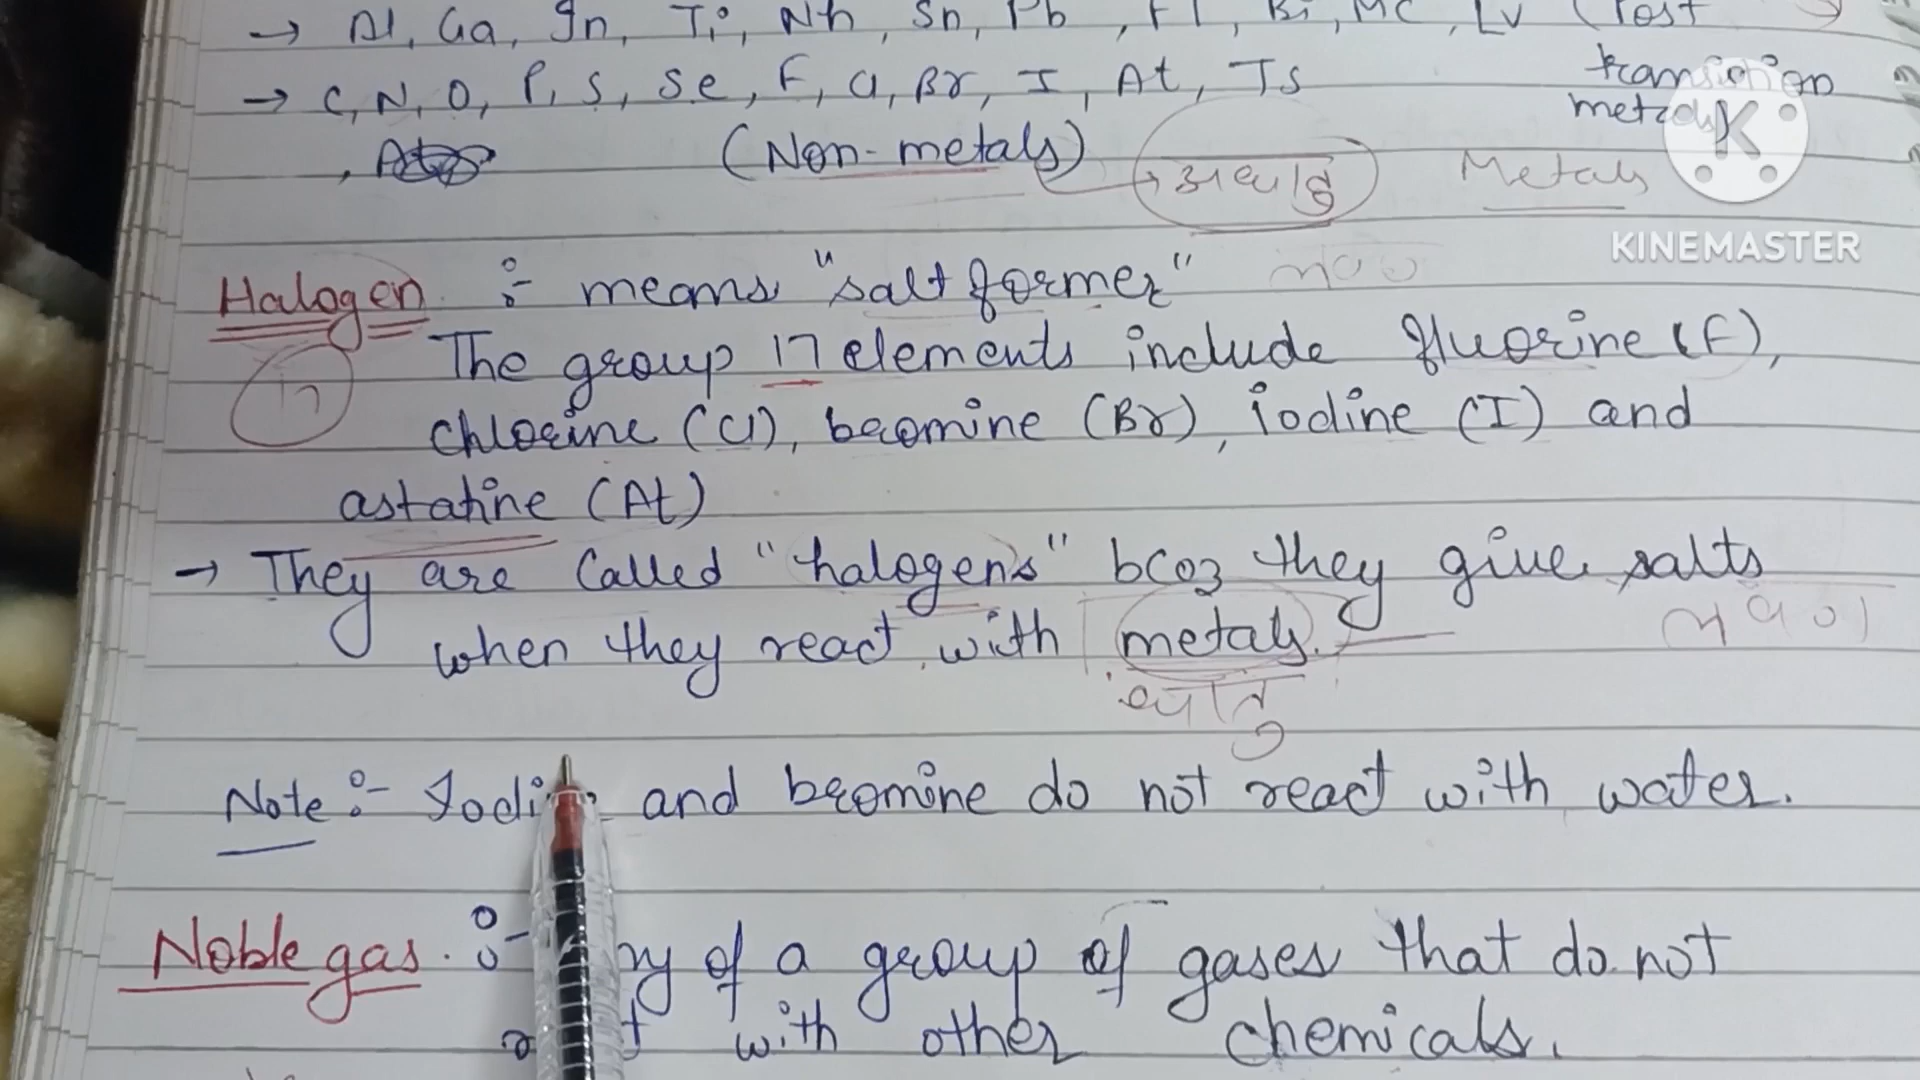 → Al, Ga, In, Ti, Nh, Sn, Pb, Fl, Bi, Mc, Lv (Post
transition
metals)
→ C, N, O, P, S, Se, F, Cl, Br, I, At, Ts
(Non-metals) → अधातु Metals
KINEMASTER
Halogen :- means "salt former"
17 The group 17 elements include fluorine (F),
chlorine (Cl), bromine (Br), iodine (I) and
astatine (At)
→ They are called "halogens" bcoz they give salts
when they react with metals.
धातु
Note :- and bromine do not react with water.
Noble gas :- of a group of gases that do not
with other chemicals.